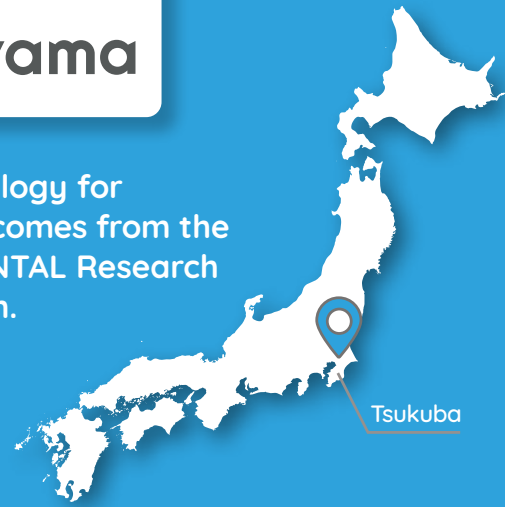 yama
logy for
comes from the
NTAL Research
n.
Tsukuba